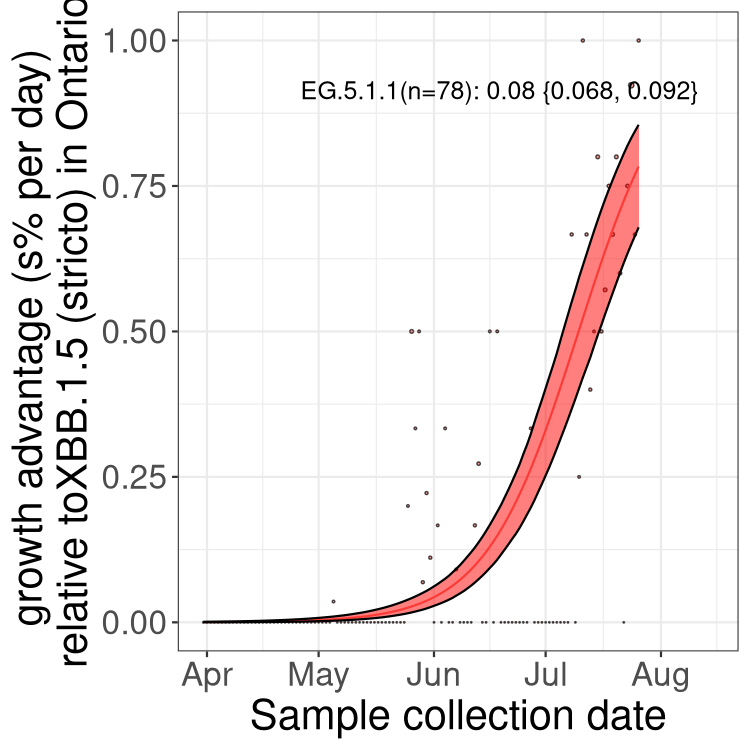 growth advantage (s% per day)
relative toXBB.1.5 (stricto) in Ontario
1.00
0.75
0.50
0.25
0.00
EG.5.1.1(n=78): 0.08 {0.068, 0.092}
Apr May Jun Jul Aug
Sample collection date